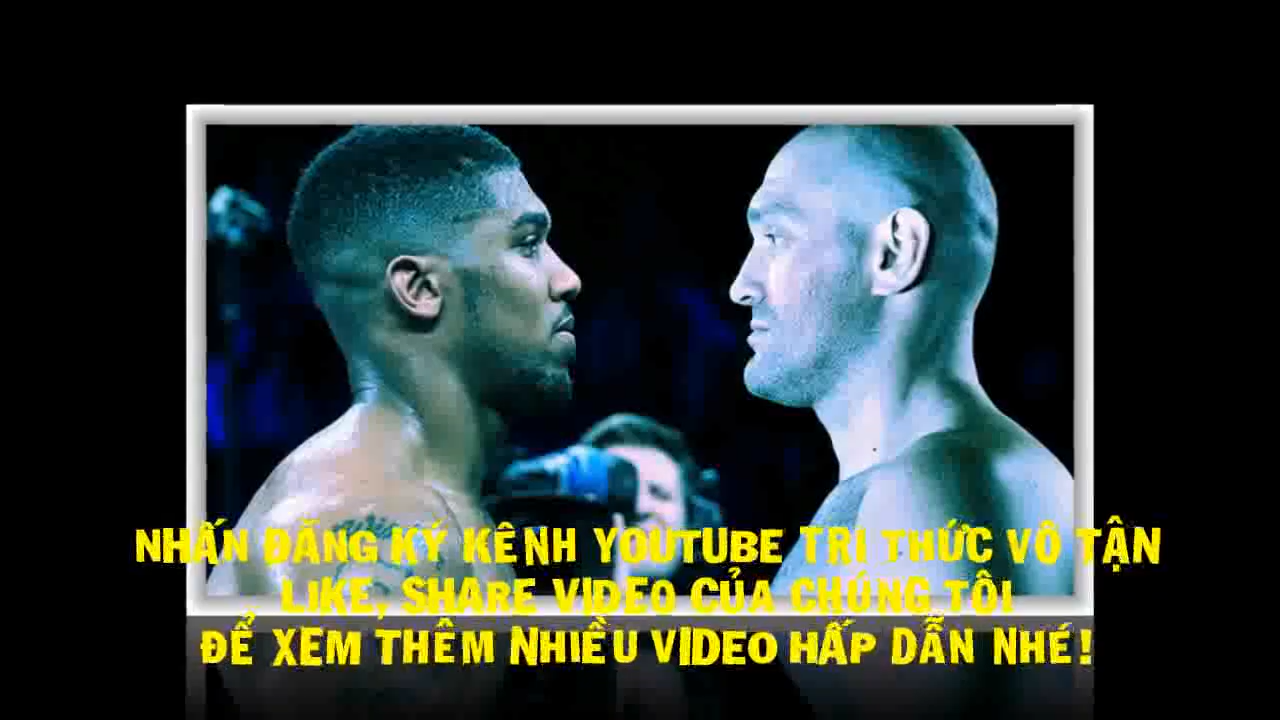 NHẤN ĐĂNG KÝ KÊNH YOUTUBE TRI THỨC VÔ TẬN
LIKE, SHARE VIDEO CỦA CHÚNG TÔI
ĐỂ XEM THÊM NHIỀU VIDEO HẤP DẪN NHÉ!